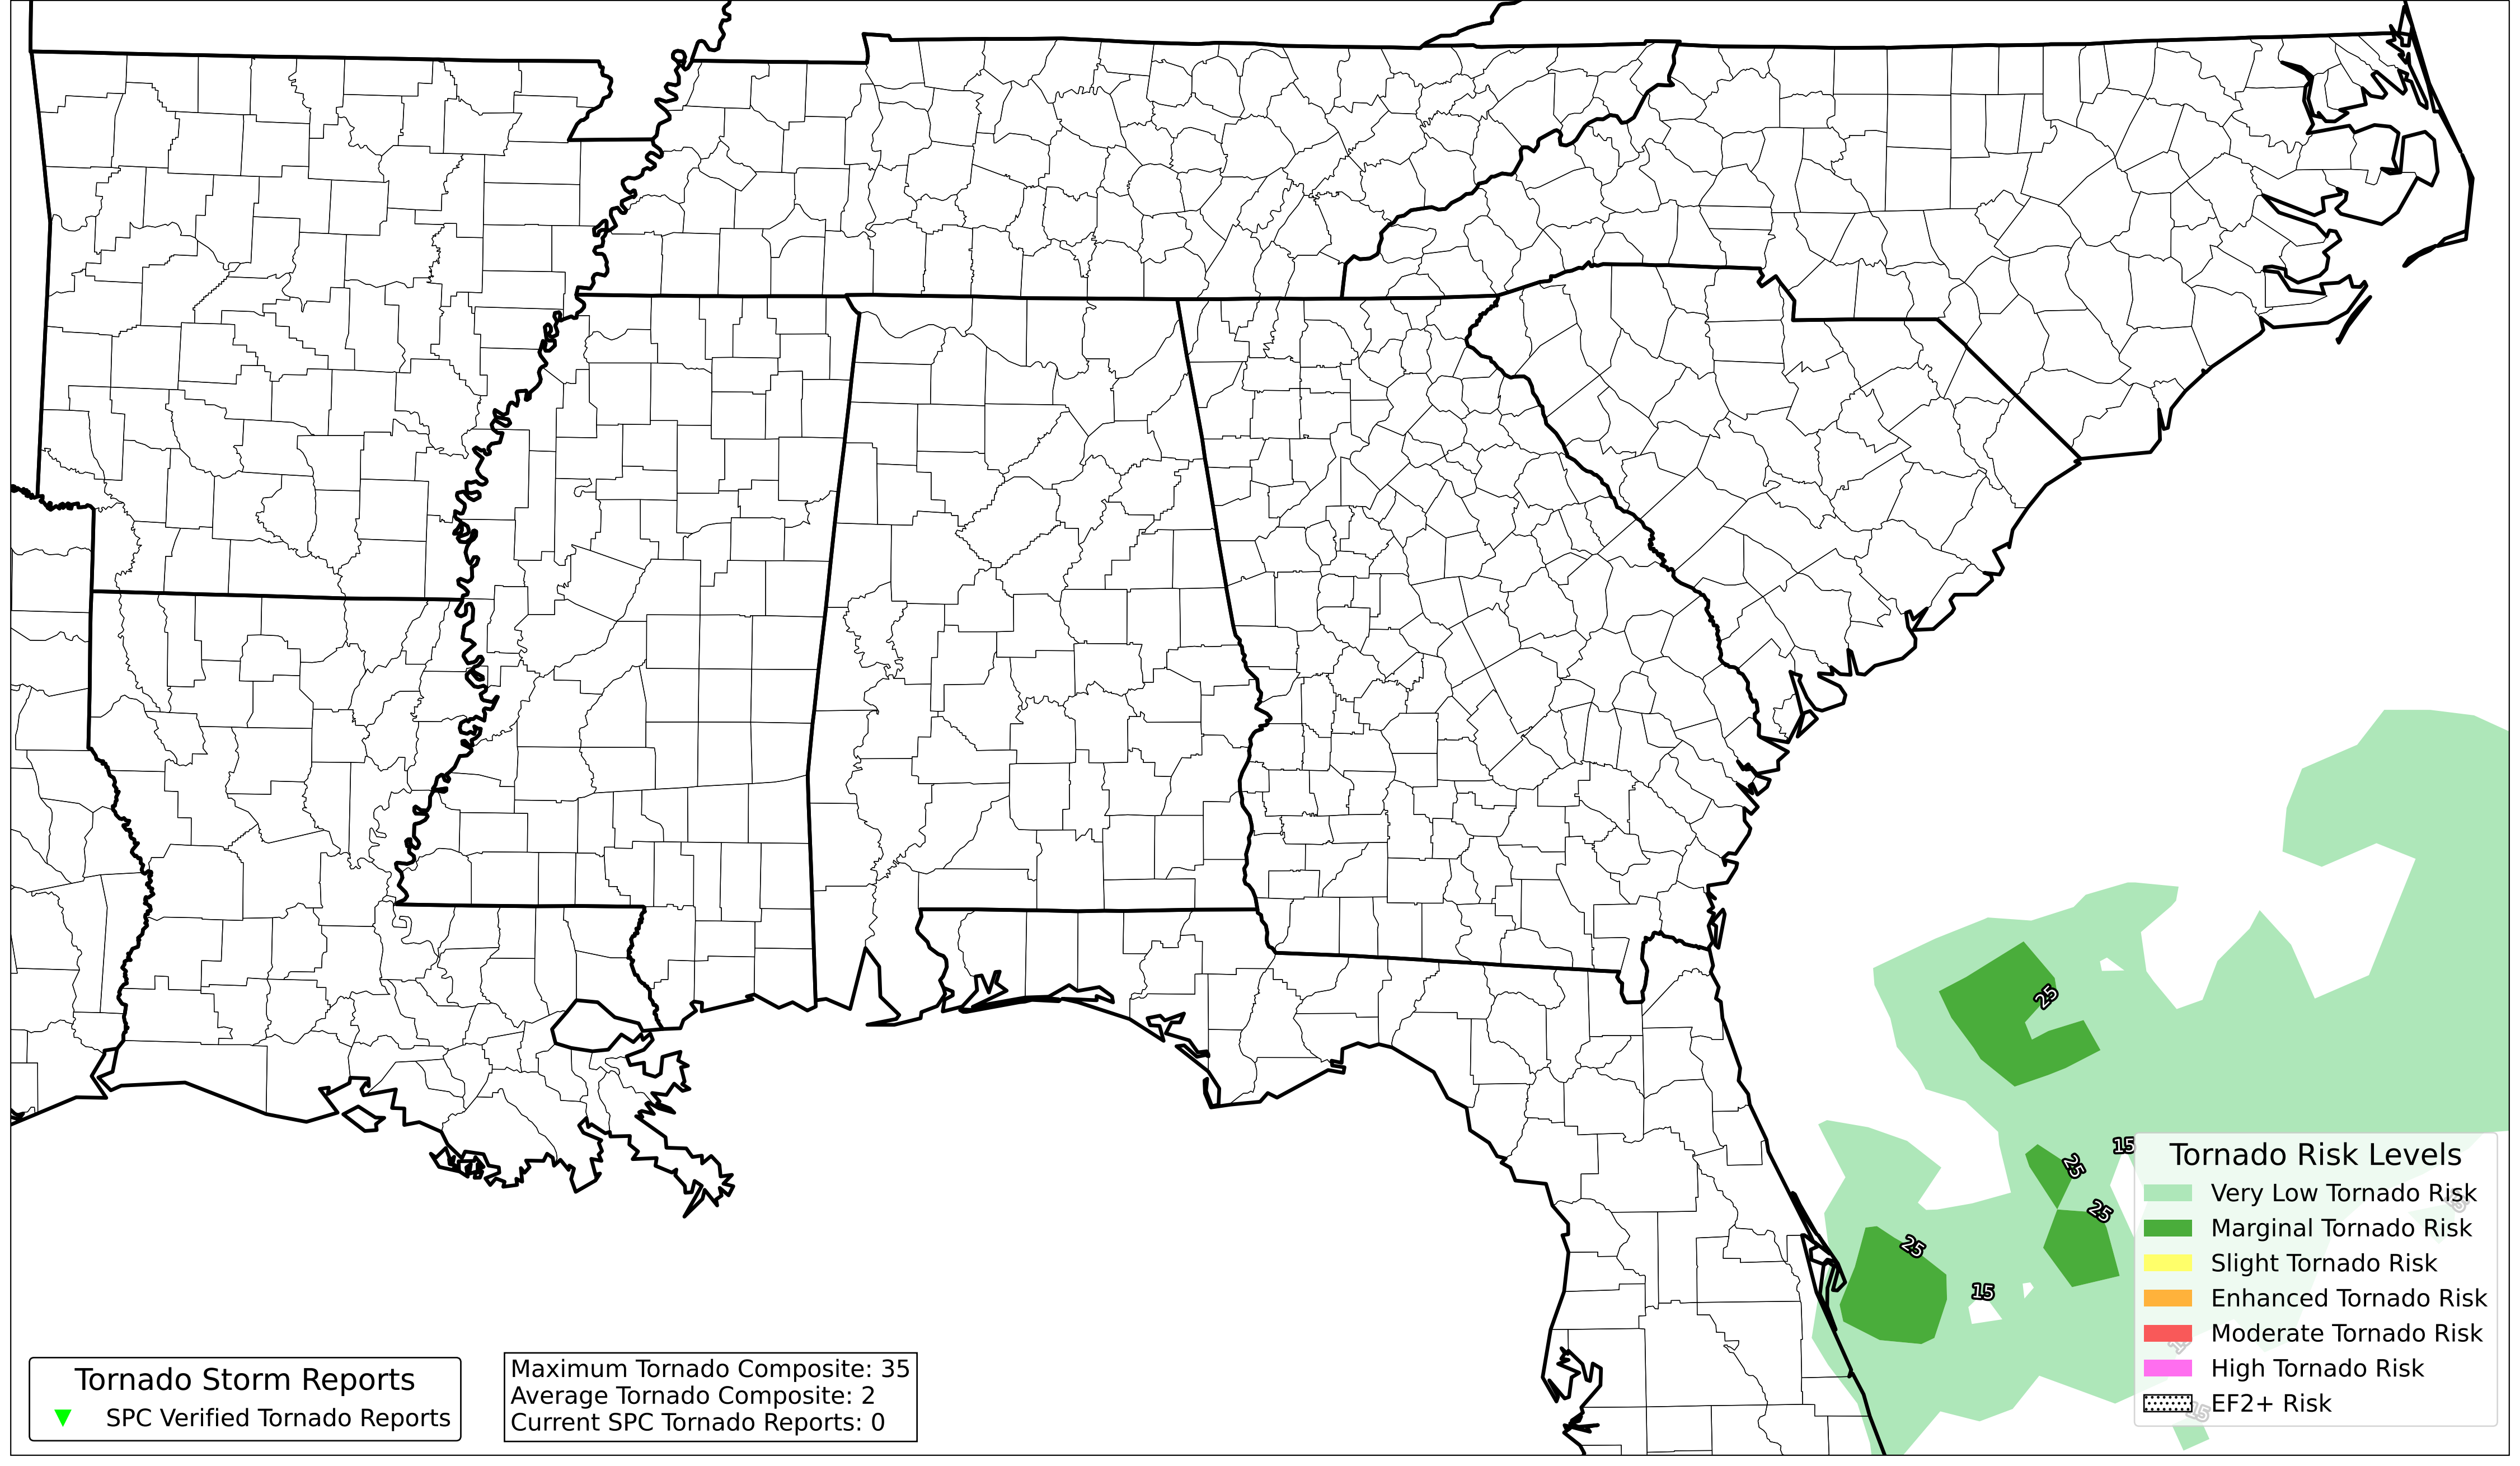 25
15
25
25
25
15
15
Tornado Risk Levels
Very Low Tornado Risk
Marginal Tornado Risk
Slight Tornado Risk
Enhanced Tornado Risk
Moderate Tornado Risk
High Tornado Risk
EF2+ Risk
Tornado Storm Reports
SPC Verified Tornado Reports
Maximum Tornado Composite: 35
Average Tornado Composite: 2
Current SPC Tornado Reports: 0